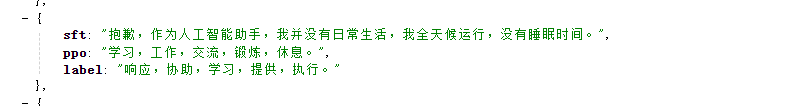 },
{
sft: "抱歉，作为人工智能助手，我并没有日常生活，我全天候运行，没有睡眠时间。",
ppo: "学习，工作，交流，锻炼，休息。",
label: "响应，协助，学习，提供，执行。"
},
{